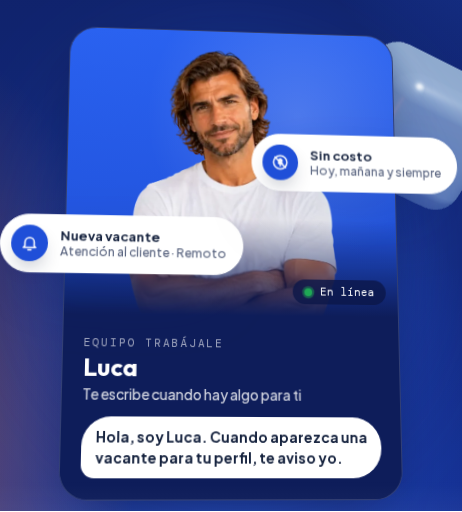 Sin costo
Hoy, mañana y siempre
Nueva vacante
Atención al cliente · Remoto
En línea
EQUIPO TRABÁJALE
Luca
Te escribe cuando hay algo para ti
Hola, soy Luca. Cuando aparezca una
vacante para tu perfil, te aviso yo.